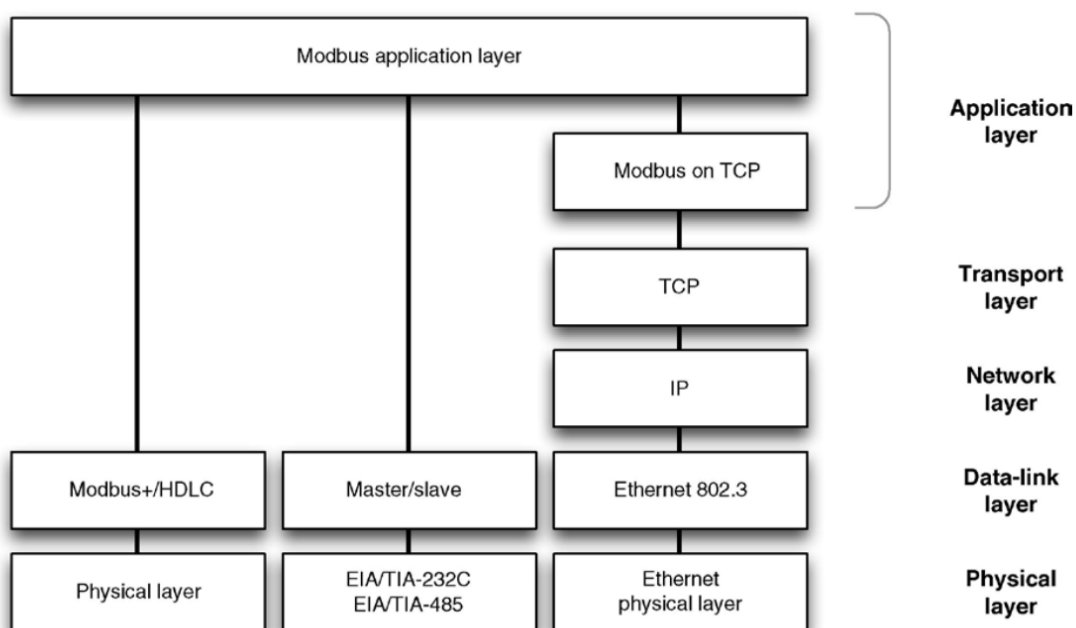 Modbus application layer
Application
layer
Modbus on TCP
TCP
Transport
layer
IP
Network
layer
Modbus+/HDLC
Master/slave
Ethernet 802.3
Data-link
layer
Physical layer
EIA/TIA-232C
EIA/TIA-485
Ethernet
physical layer
Physical
layer